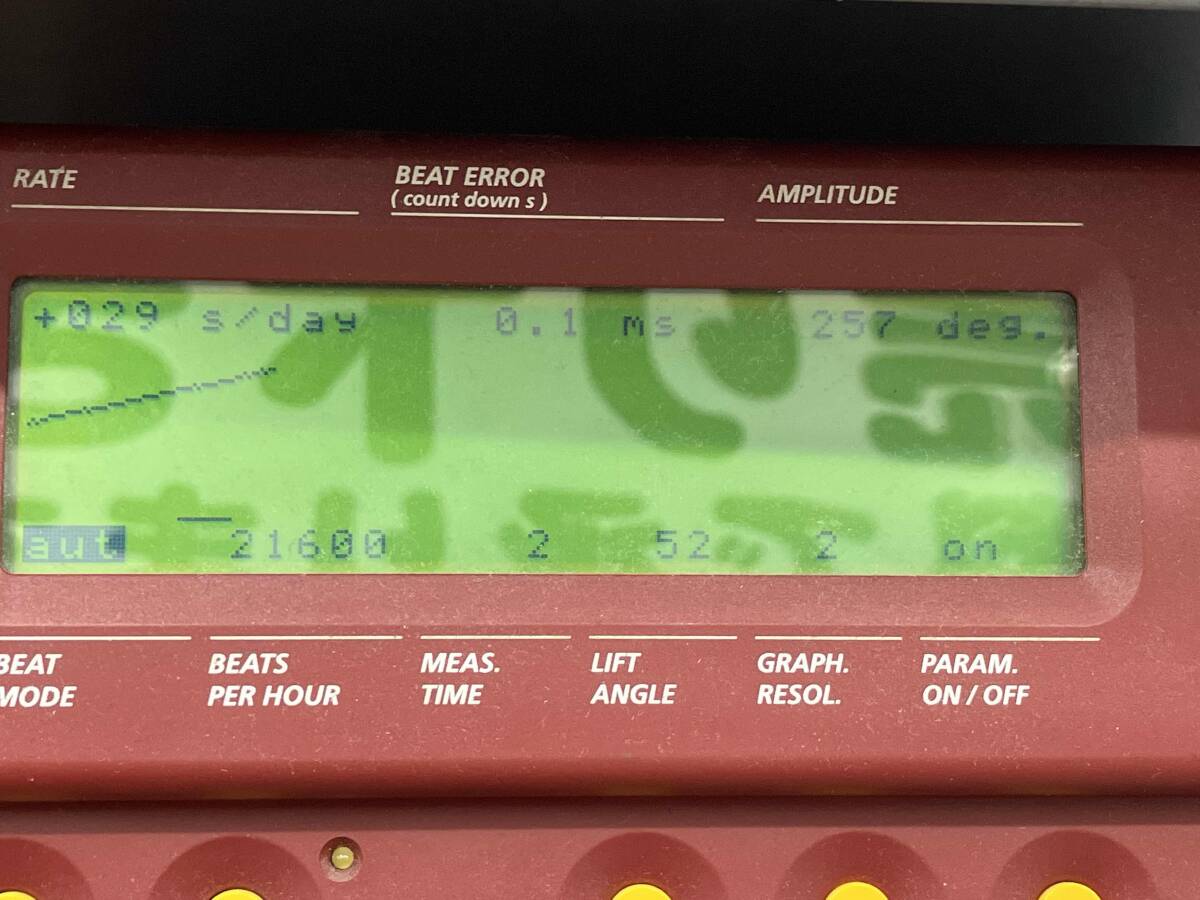 RATE
BEAT ERROR
( count down s )
AMPLITUDE
+029 s/day 0.1 ms 257 deg.
aut 21600 2 52 2 on
BEAT MODE
BEATS PER HOUR
MEAS. TIME
LIFT ANGLE
GRAPH. RESOL.
PARAM. ON / OFF